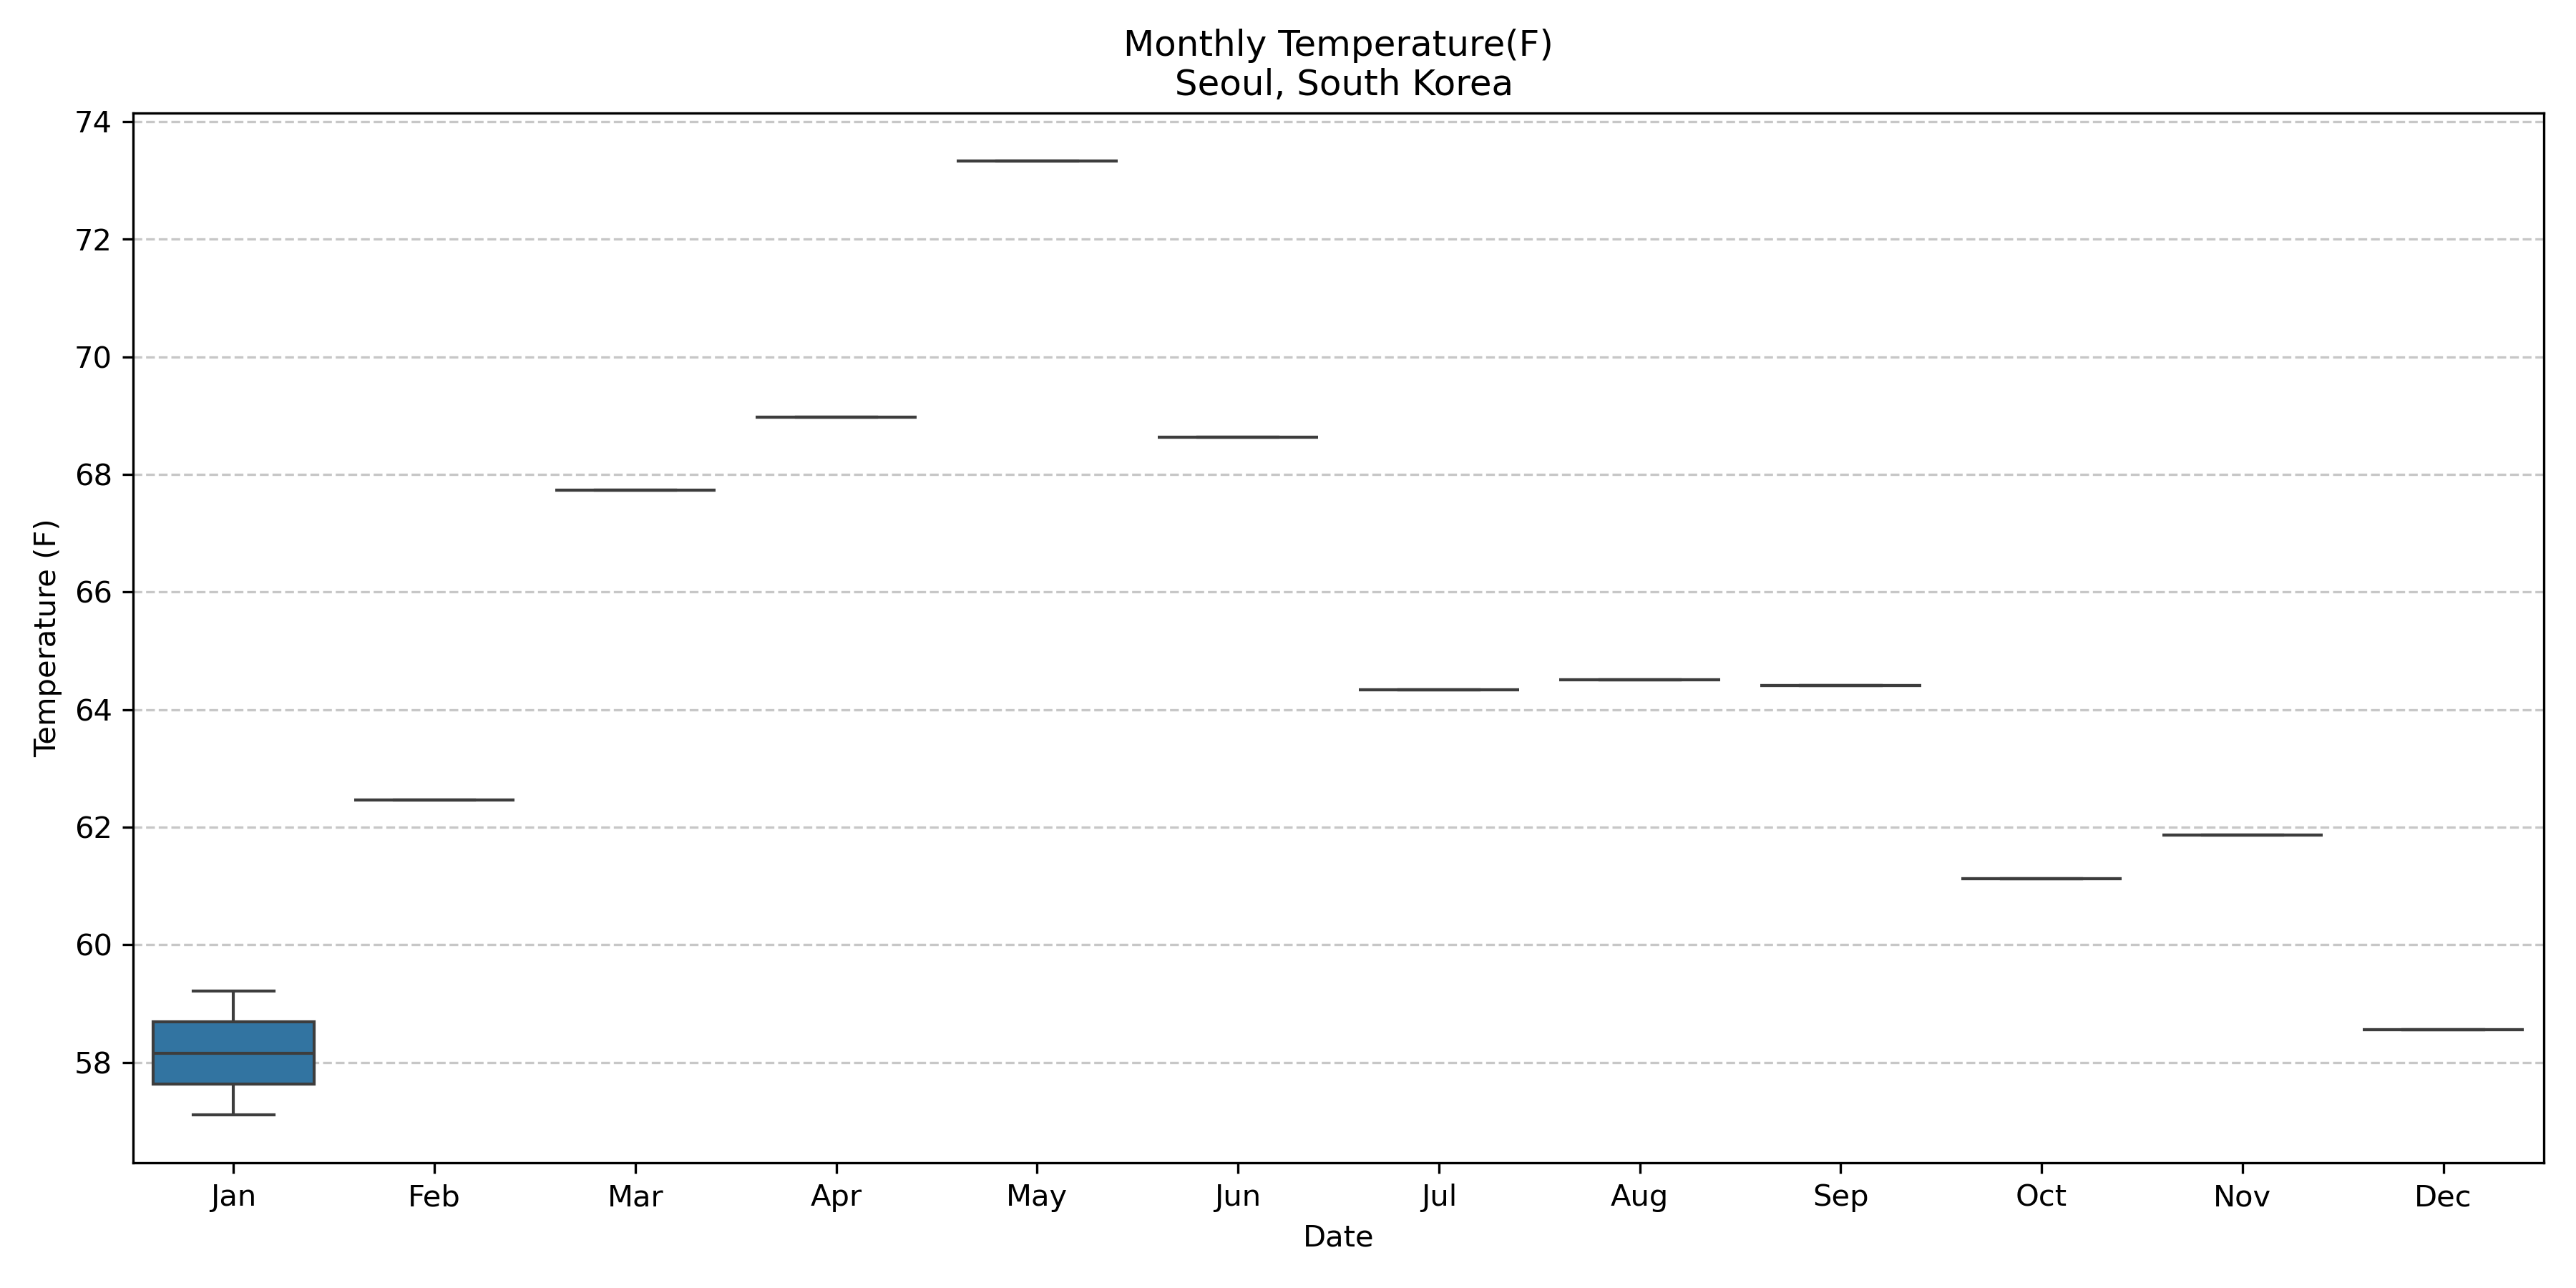 Monthly Temperature(F)
Seoul, South Korea
Temperature (F)
74
72
70
68
66
64
62
60
58
Jan Feb Mar Apr May Jun Jul Aug Sep Oct Nov Dec
Date